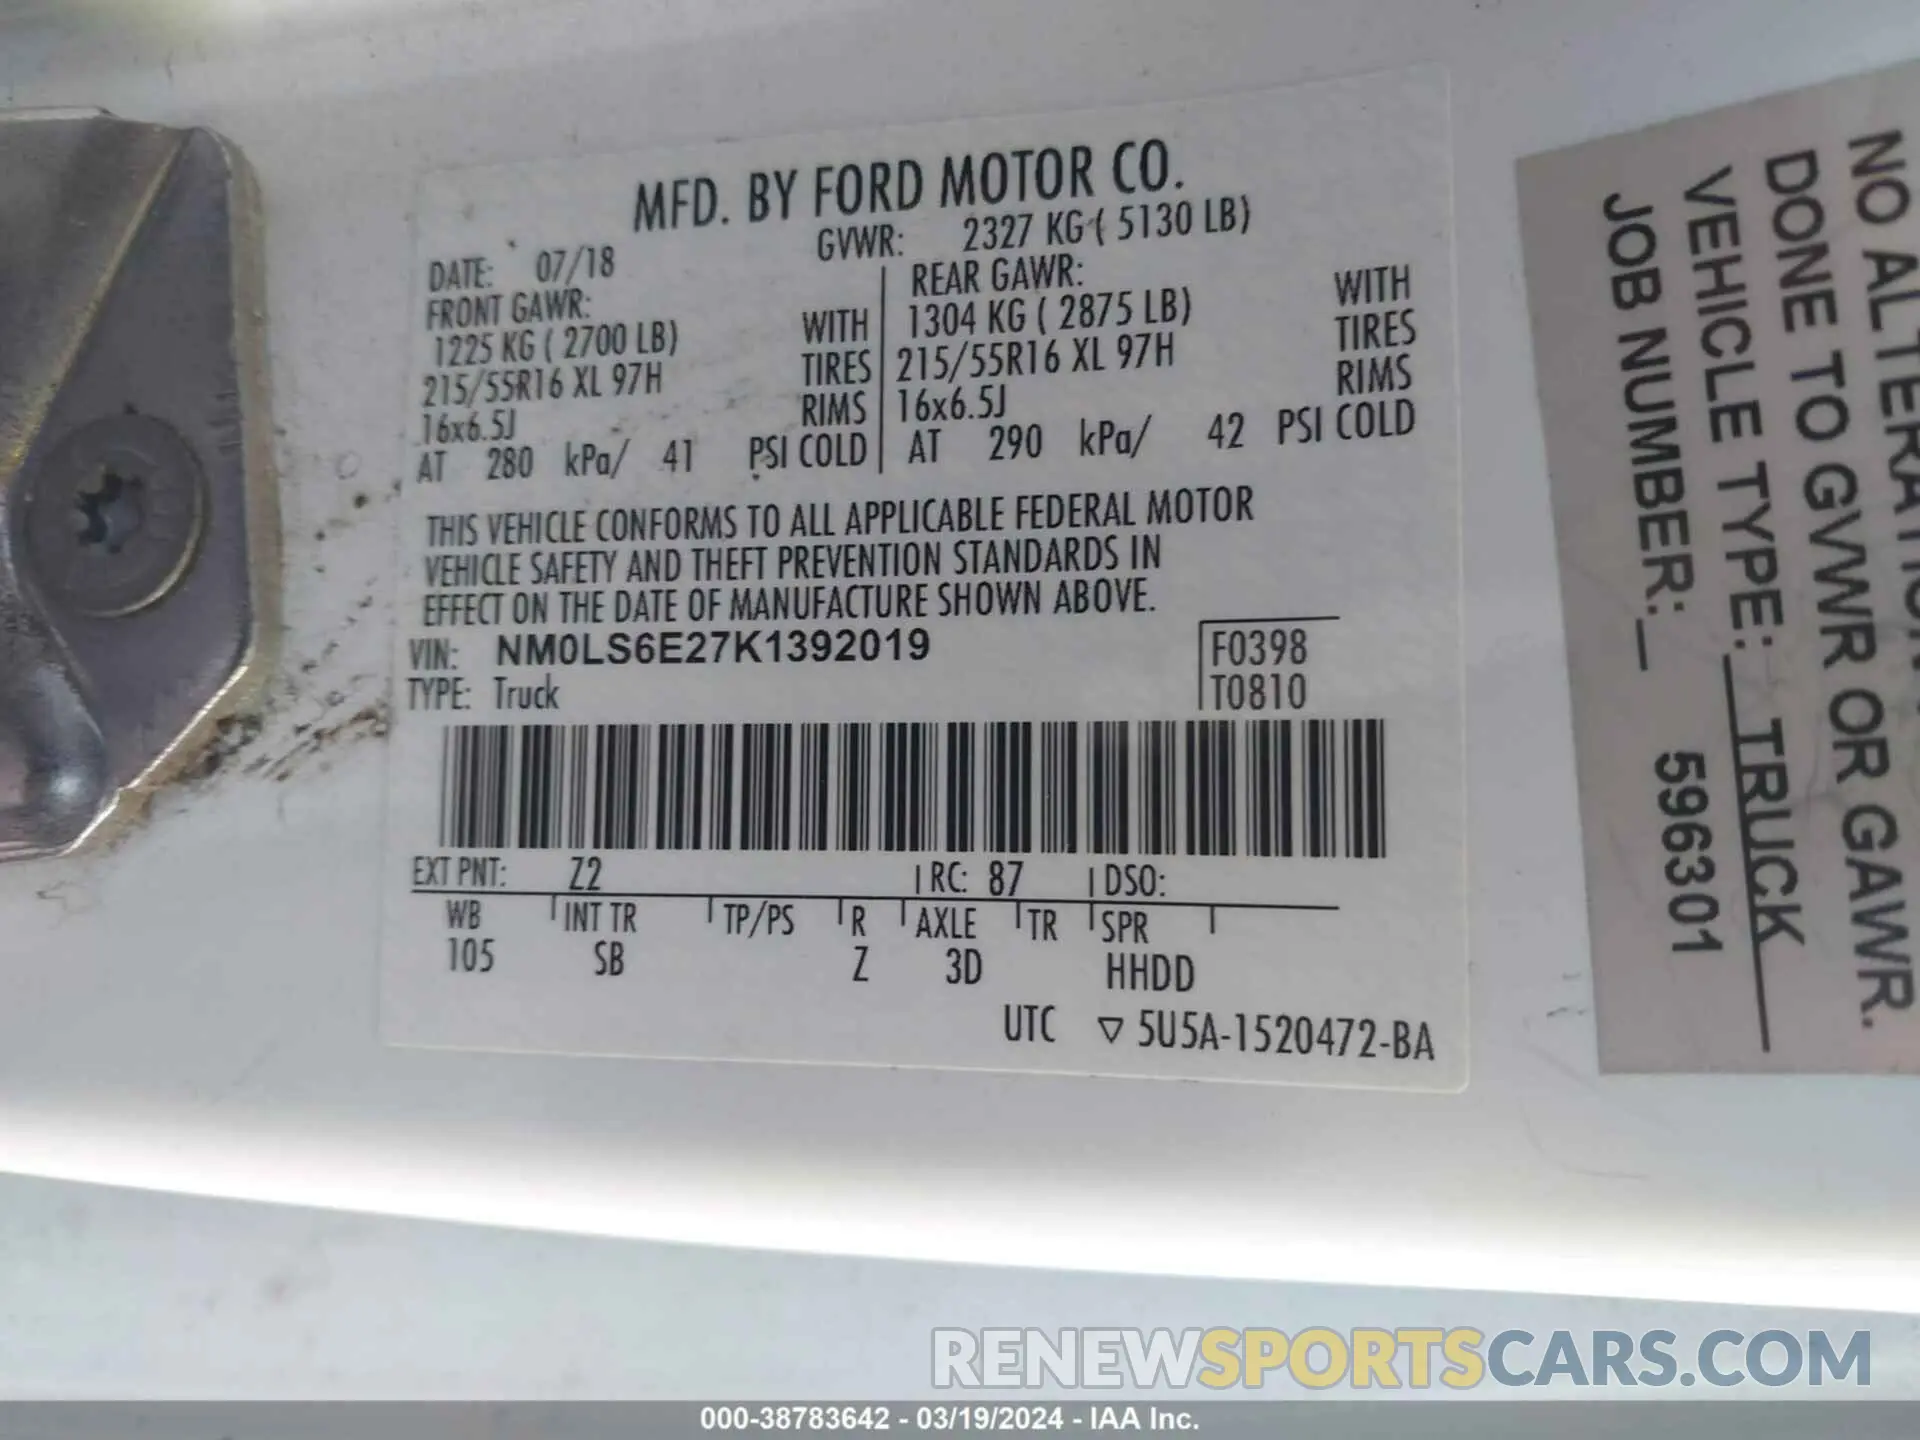 MFD. BY FORD MOTOR CO.
DATE: 07/18 GVWR: 2327 KG ( 5130 LB)
FRONT GAWR: REAR GAWR:
1225 KG ( 2700 LB) WITH 1304 KG ( 2875 LB) WITH
215/55R16 XL 97H TIRES 215/55R16 XL 97H TIRES
16x6.5J RIMS 16x6.5J RIMS
AT 280 kPa/ 41 PSI COLD AT 290 kPa/ 42 PSI COLD
THIS VEHICLE CONFORMS TO ALL APPLICABLE FEDERAL MOTOR
VEHICLE SAFETY AND THEFT PREVENTION STANDARDS IN
EFFECT ON THE DATE OF MANUFACTURE SHOWN ABOVE.
VIN: NM0LS6E27K1392019 F0398
TYPE: Truck T0810
EXT PNT: Z2 RC: 87 DSO:
WB INT TR TP/PS R AXLE TR SPR
105 SB Z 3D HHDD
UTC ▽ 5U5A-1520472-BA
NO
DONE TO GVWR OR GAWR.
VEHICLE TYPE: TRUCK
JOB NUMBER: 596301
RENEWSPORTSCARS.COM
000-38783642 - 03/19/2024 - IAA Inc.